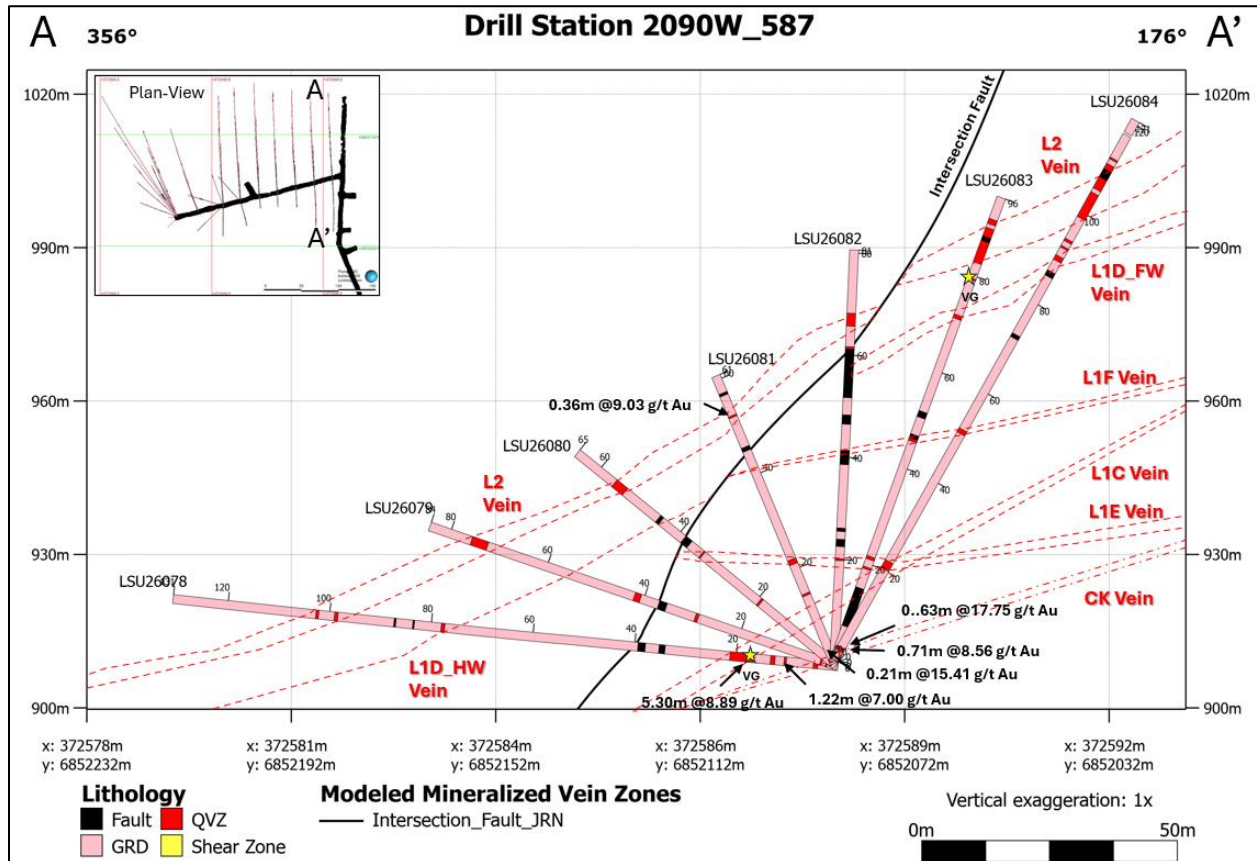 A
356°
Drill Station 2090W_587
176°
A’
1020m
990m
960m
930m
900m
1020m
990m
960m
930m
900m
Plan-View
A
A’
Intersection Fault
LSU26084
120
L2
Vein
LSU26083
96
100
LSU26082
80
VG
80
L1D_FW
Vein
80
LSU26081
60
60
60
L1F Vein
0.36m @9.03 g/t Au
LSU26080
65
60
40
40
40
40
L1C Vein
L2
Vein
LSU26079
80
60
40
L1E Vein
LSU26078
120
100
80
60
40
40
20
20
20
20
20
20
20
CK Vein
0..63m @17.75 g/t Au
0.71m @8.56 g/t Au
0.21m @15.41 g/t Au
VG
L1D_HW
Vein
5.30m @8.89 g/t Au
1.22m @7.00 g/t Au
x: 372578m
y: 6852232m
x: 372581m
y: 6852192m
x: 372584m
y: 6852152m
x: 372586m
y: 6852112m
x: 372589m
y: 6852072m
x: 372592m
y: 6852032m
Lithology
Fault
QVZ
GRD
Shear Zone
Modeled Mineralized Vein Zones
Intersection_Fault_JRN
Vertical exaggeration: 1x
0m
50m